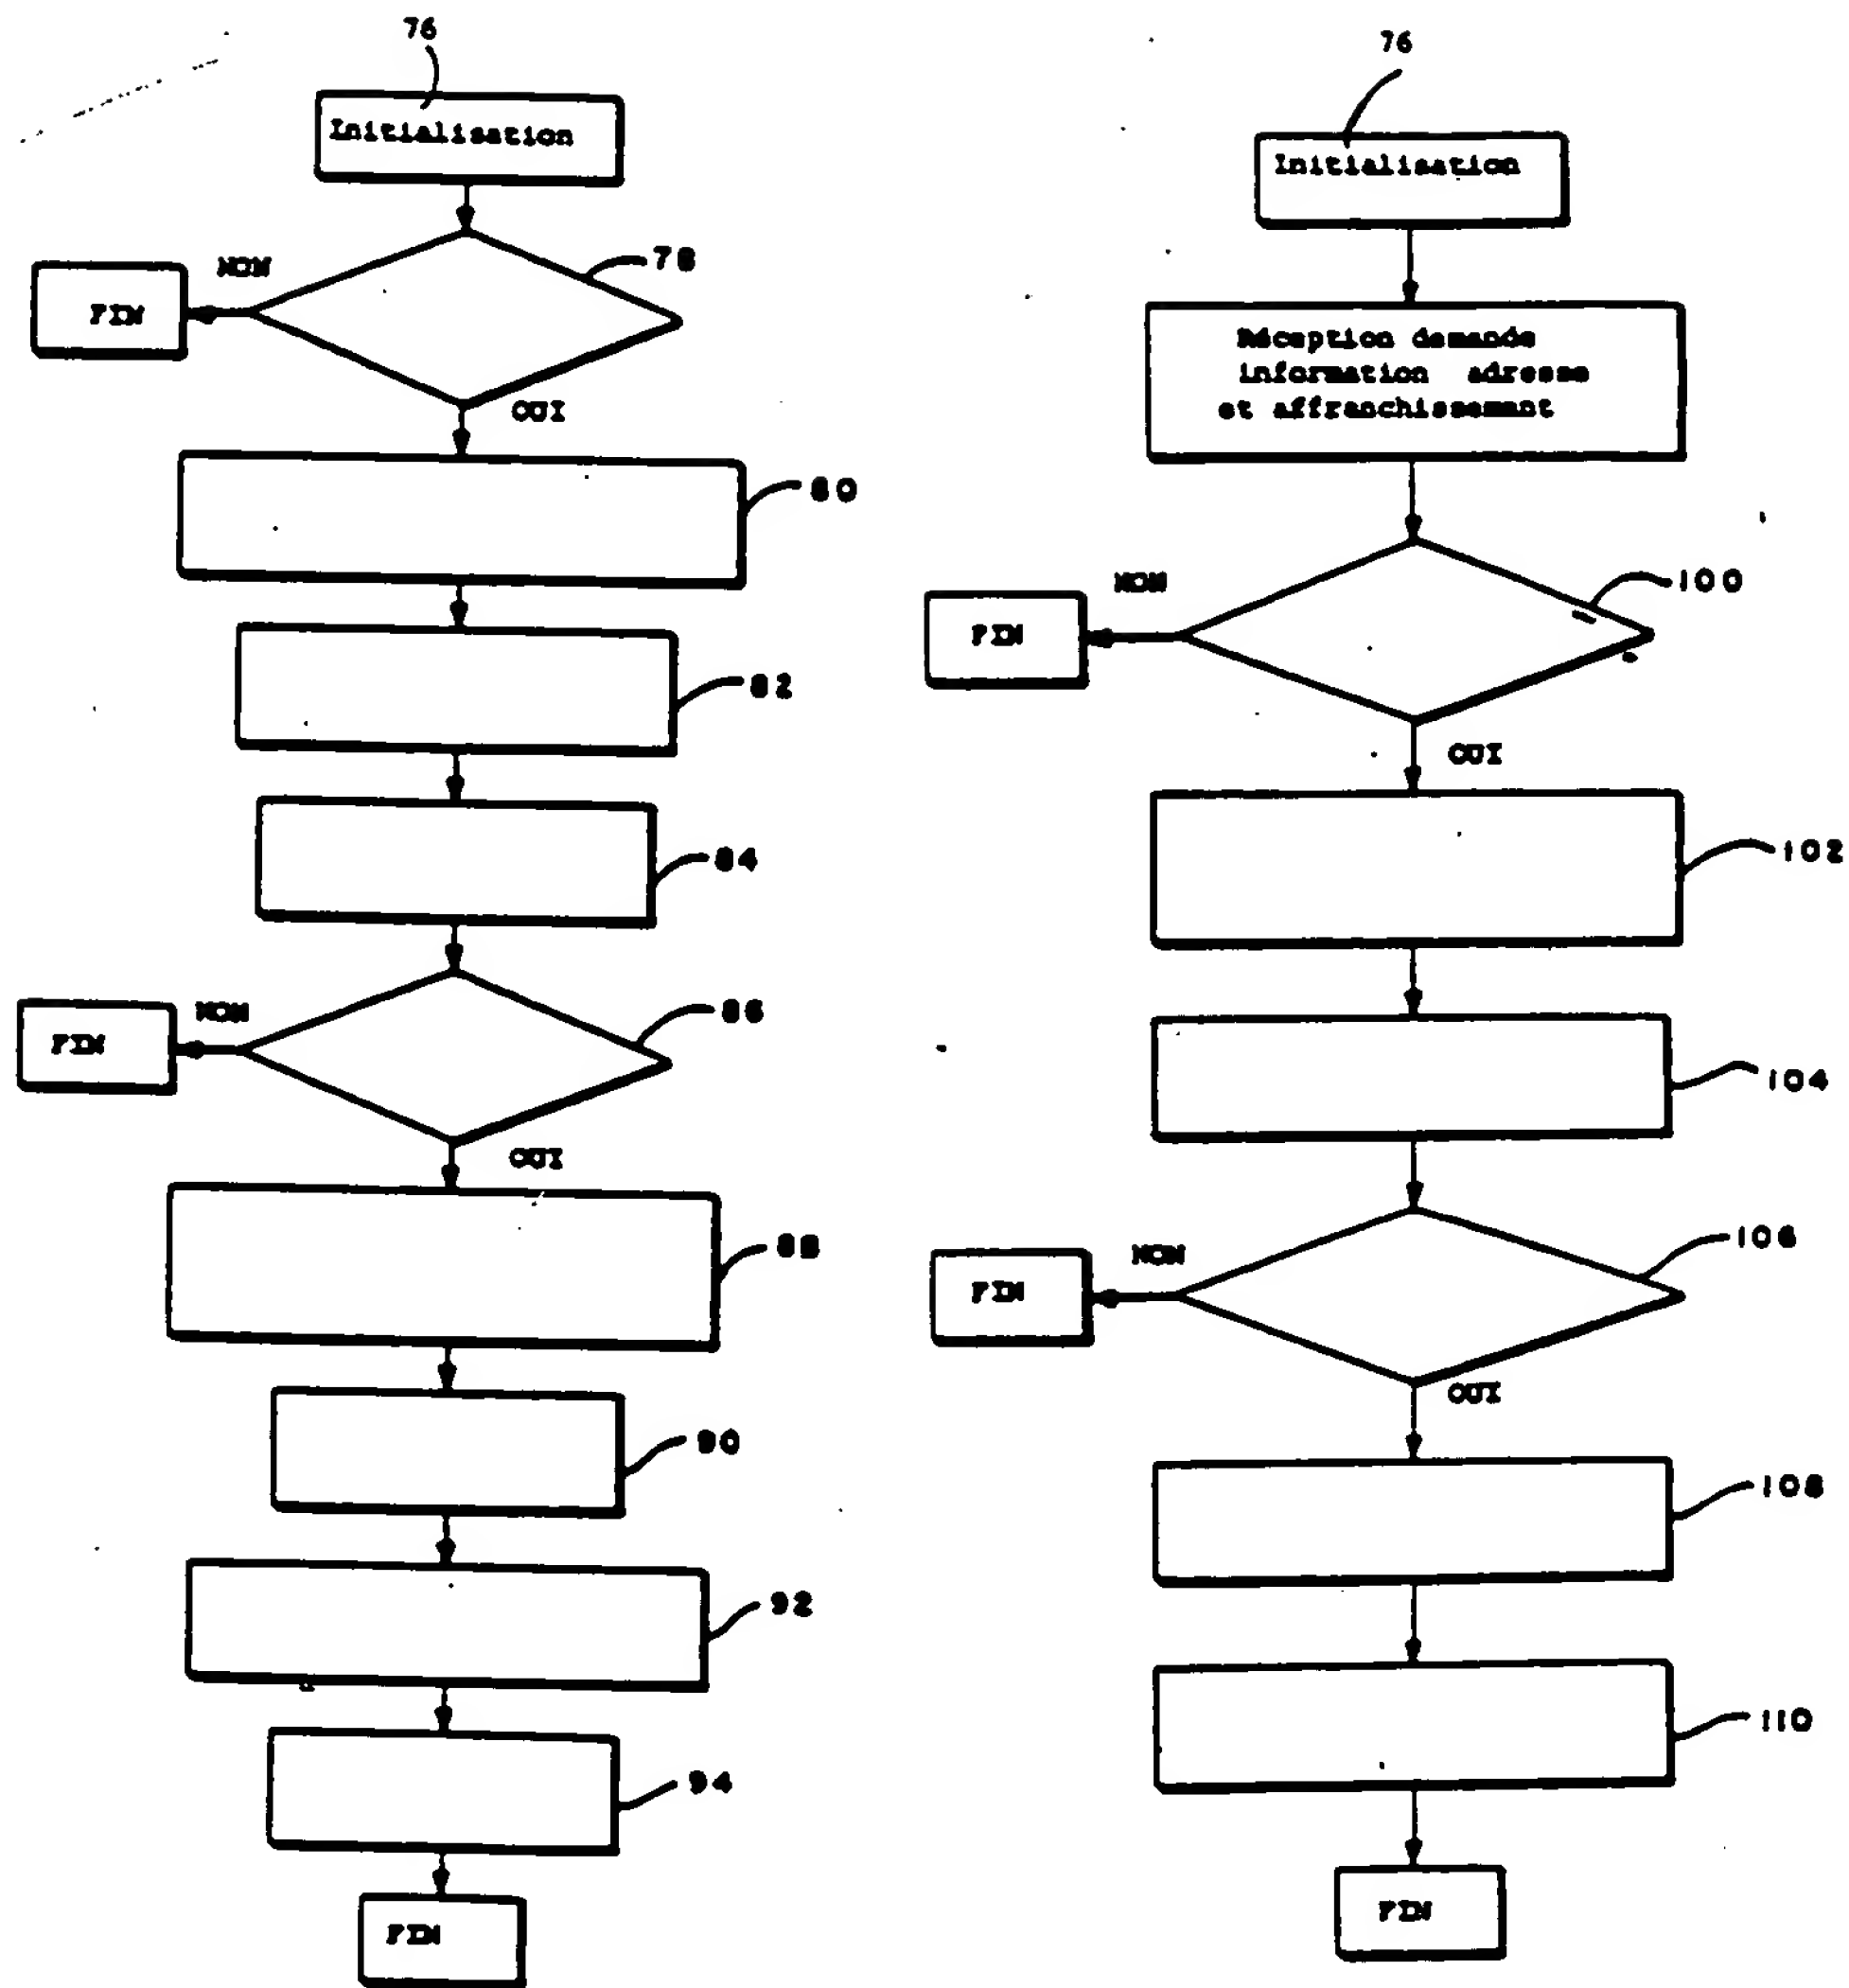 76
Initialisation
78
NON
FIN
OUI
80
82
84
86
NON
FIN
OUI
88
90
92
94
FIN
76
Initialisation
Réception demande
information adresse
et affranchissement
100
NON
FIN
OUI
102
104
106
NON
FIN
OUI
108
110
FIN